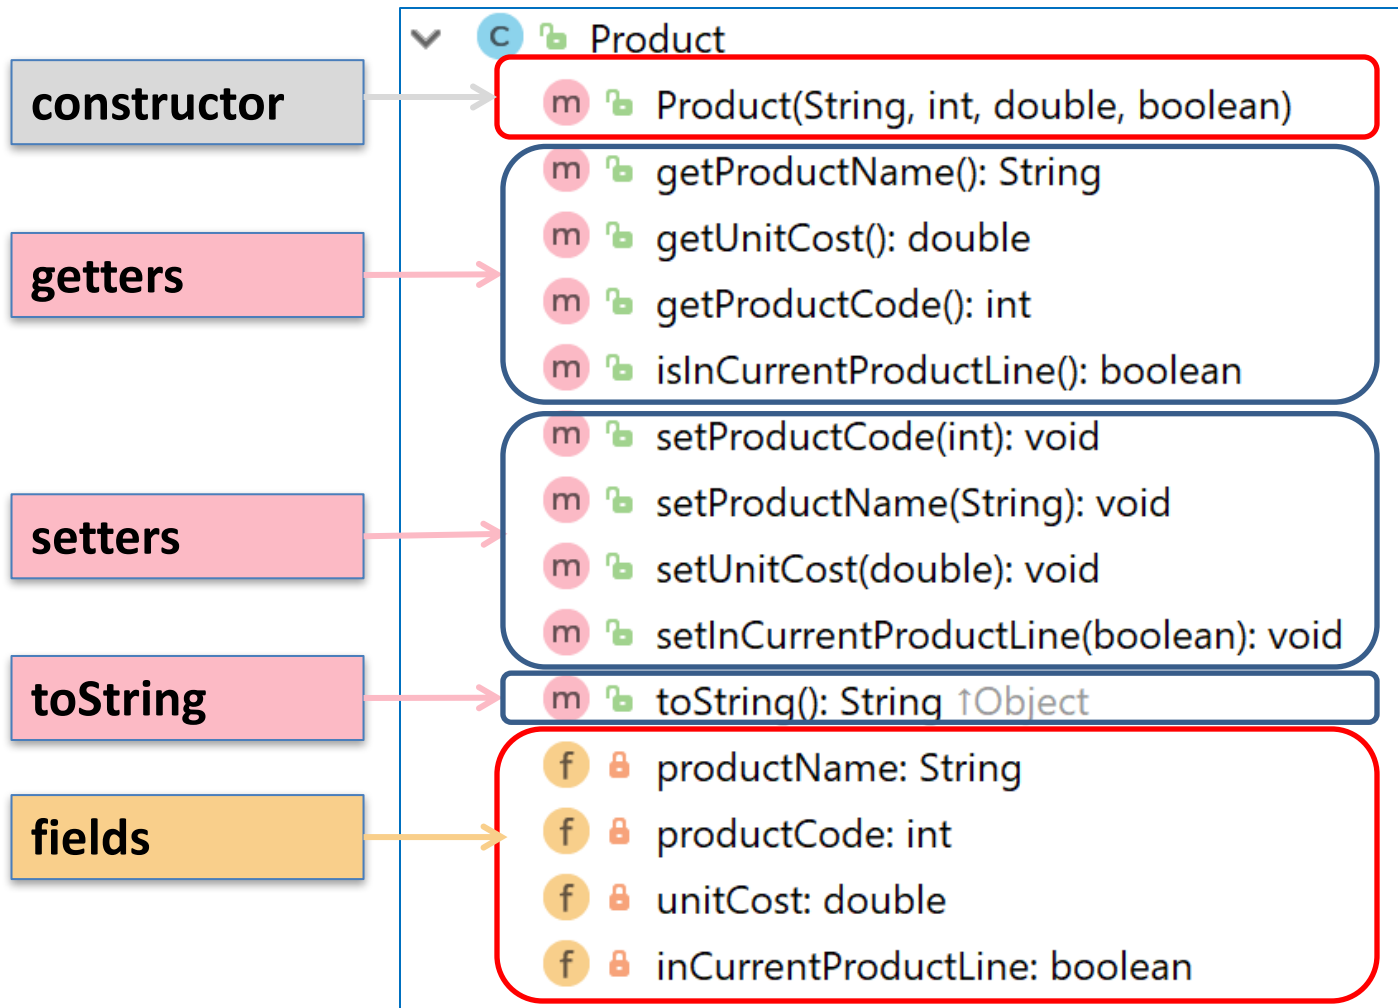 C Product
constructor
m Product(String, int, double, boolean)
getters
m getProductName(): String
m getUnitCost(): double
m getProductCode(): int
m isInCurrentProductLine(): boolean
setters
m setProductCode(int): void
m setProductName(String): void
m setUnitCost(double): void
m setInCurrentProductLine(boolean): void
toString
m toString(): String ↑Object
fields
f productName: String
f productCode: int
f unitCost: double
f inCurrentProductLine: boolean